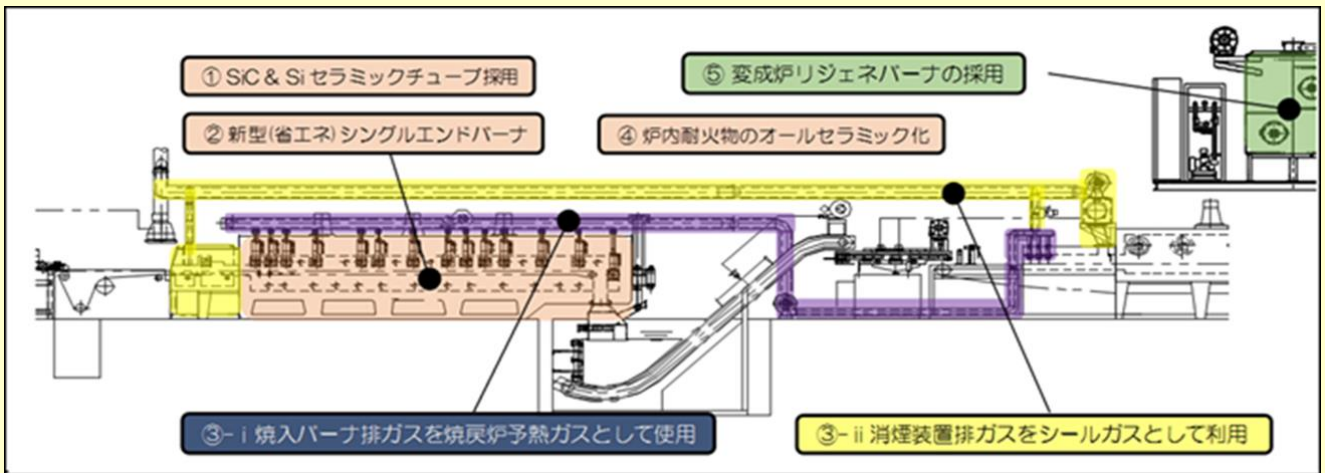 ① SiC & Si セラミックチューブ採用
⑤ 変成炉リジェネバーナの採用
② 新型(省エネ) シングルエンドバーナ
④ 炉内耐火物のオールセラミック化
③-ⅰ 焼入バーナ排ガスを焼戻炉予熱ガスとして使用
③-ⅱ 消煙装置排ガスをシールガスとして利用